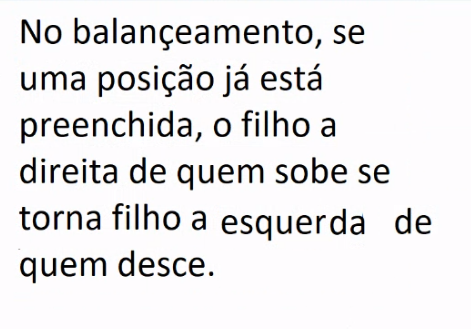 No balançeamento, se
uma posição já está
preenchida, o filho a
direita de quem sobe se
torna filho a esquerda de
quem desce.